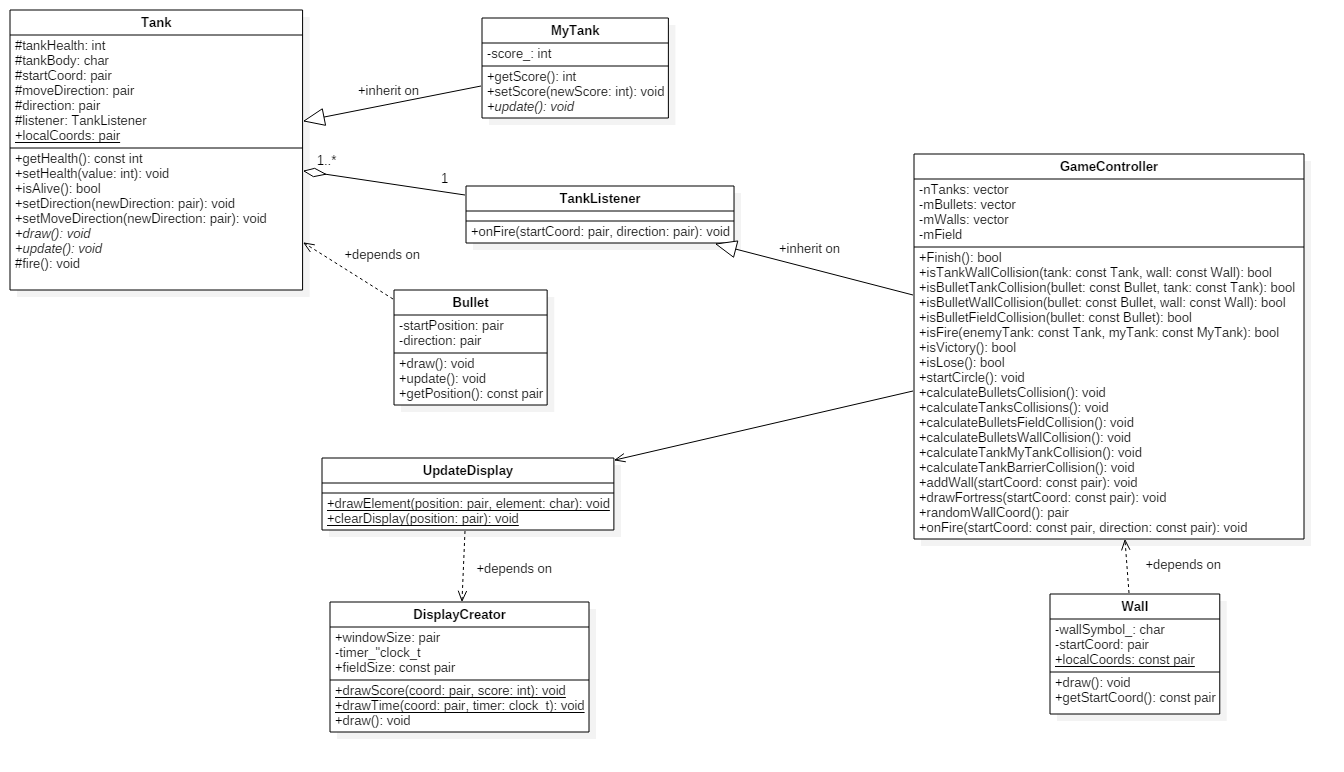 Tank
#tankHealth: int
#tankBody: char
#startCoord: pair
#moveDirection: pair
#direction: pair
#listener: TankListener
+localCoords: pair
+getHealth(): const int
+setHealth(value: int): void
+isAlive(): bool
+setDirection(newDirection: pair): void
+setMoveDirection(newDirection: pair): void
+draw(): void
+update(): void
#fire(): void
MyTank
-score_: int
+getScore(): int
+setScore(newScore: int): void
+update(): void
+inherit on
1..*
1
TankListener
+onFire(startCoord: pair, direction: pair): void
+inherit on
+depends on
Bullet
-startPosition: pair
-direction: pair
+draw(): void
+update(): void
+getPosition(): const pair
GameController
-nTanks: vector
-mBullets: vector
-mWalls: vector
-mField
+Finish(): bool
+isTankWallCollision(tank: const Tank, wall: const Wall): bool
+isBulletTankCollision(bullet: const Bullet, tank: const Tank): bool
+isBulletWallCollision(bullet: const Bullet, wall: const Wall): bool
+isBulletFieldCollision(bullet: const Bullet): bool
+isFire(enemyTank: const Tank, myTank: const MyTank): bool
+isVictory(): bool
+isLose(): bool
+startCircle(): void
+calculateBulletsCollision(): void
+calculateTanksCollisions(): void
+calculateBulletsFieldCollision(): void
+calculateBulletsWallCollision(): void
+calculateTankMyTankCollision(): void
+calculateTankBarrierCollision(): void
+addWall(startCoord: const pair): void
+drawFortress(startCoord: const pair): void
+randomWallCoord(): pair
+onFire(startCoord: const pair, direction: const pair): void
UpdateDisplay
+drawElement(position: pair, element: char): void
+clearDisplay(position: pair): void
+depends on
DisplayCreator
+windowSize: pair
-timer_"clock_t
+fieldSize: const pair
+drawScore(coord: pair, score: int): void
+drawTime(coord: pair, timer: clock_t): void
+draw(): void
+depends on
Wall
-wallSymbol_: char
-startCoord: pair
+localCoords: const pair
+draw(): void
+getStartCoord(): const pair